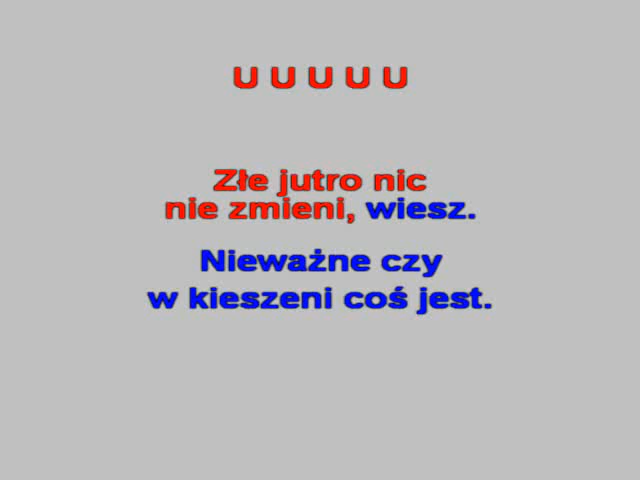 U U U U U
Złe jutro nic
nie zmieni, wiesz.
Nieważne czy
w kieszeni coś jest.